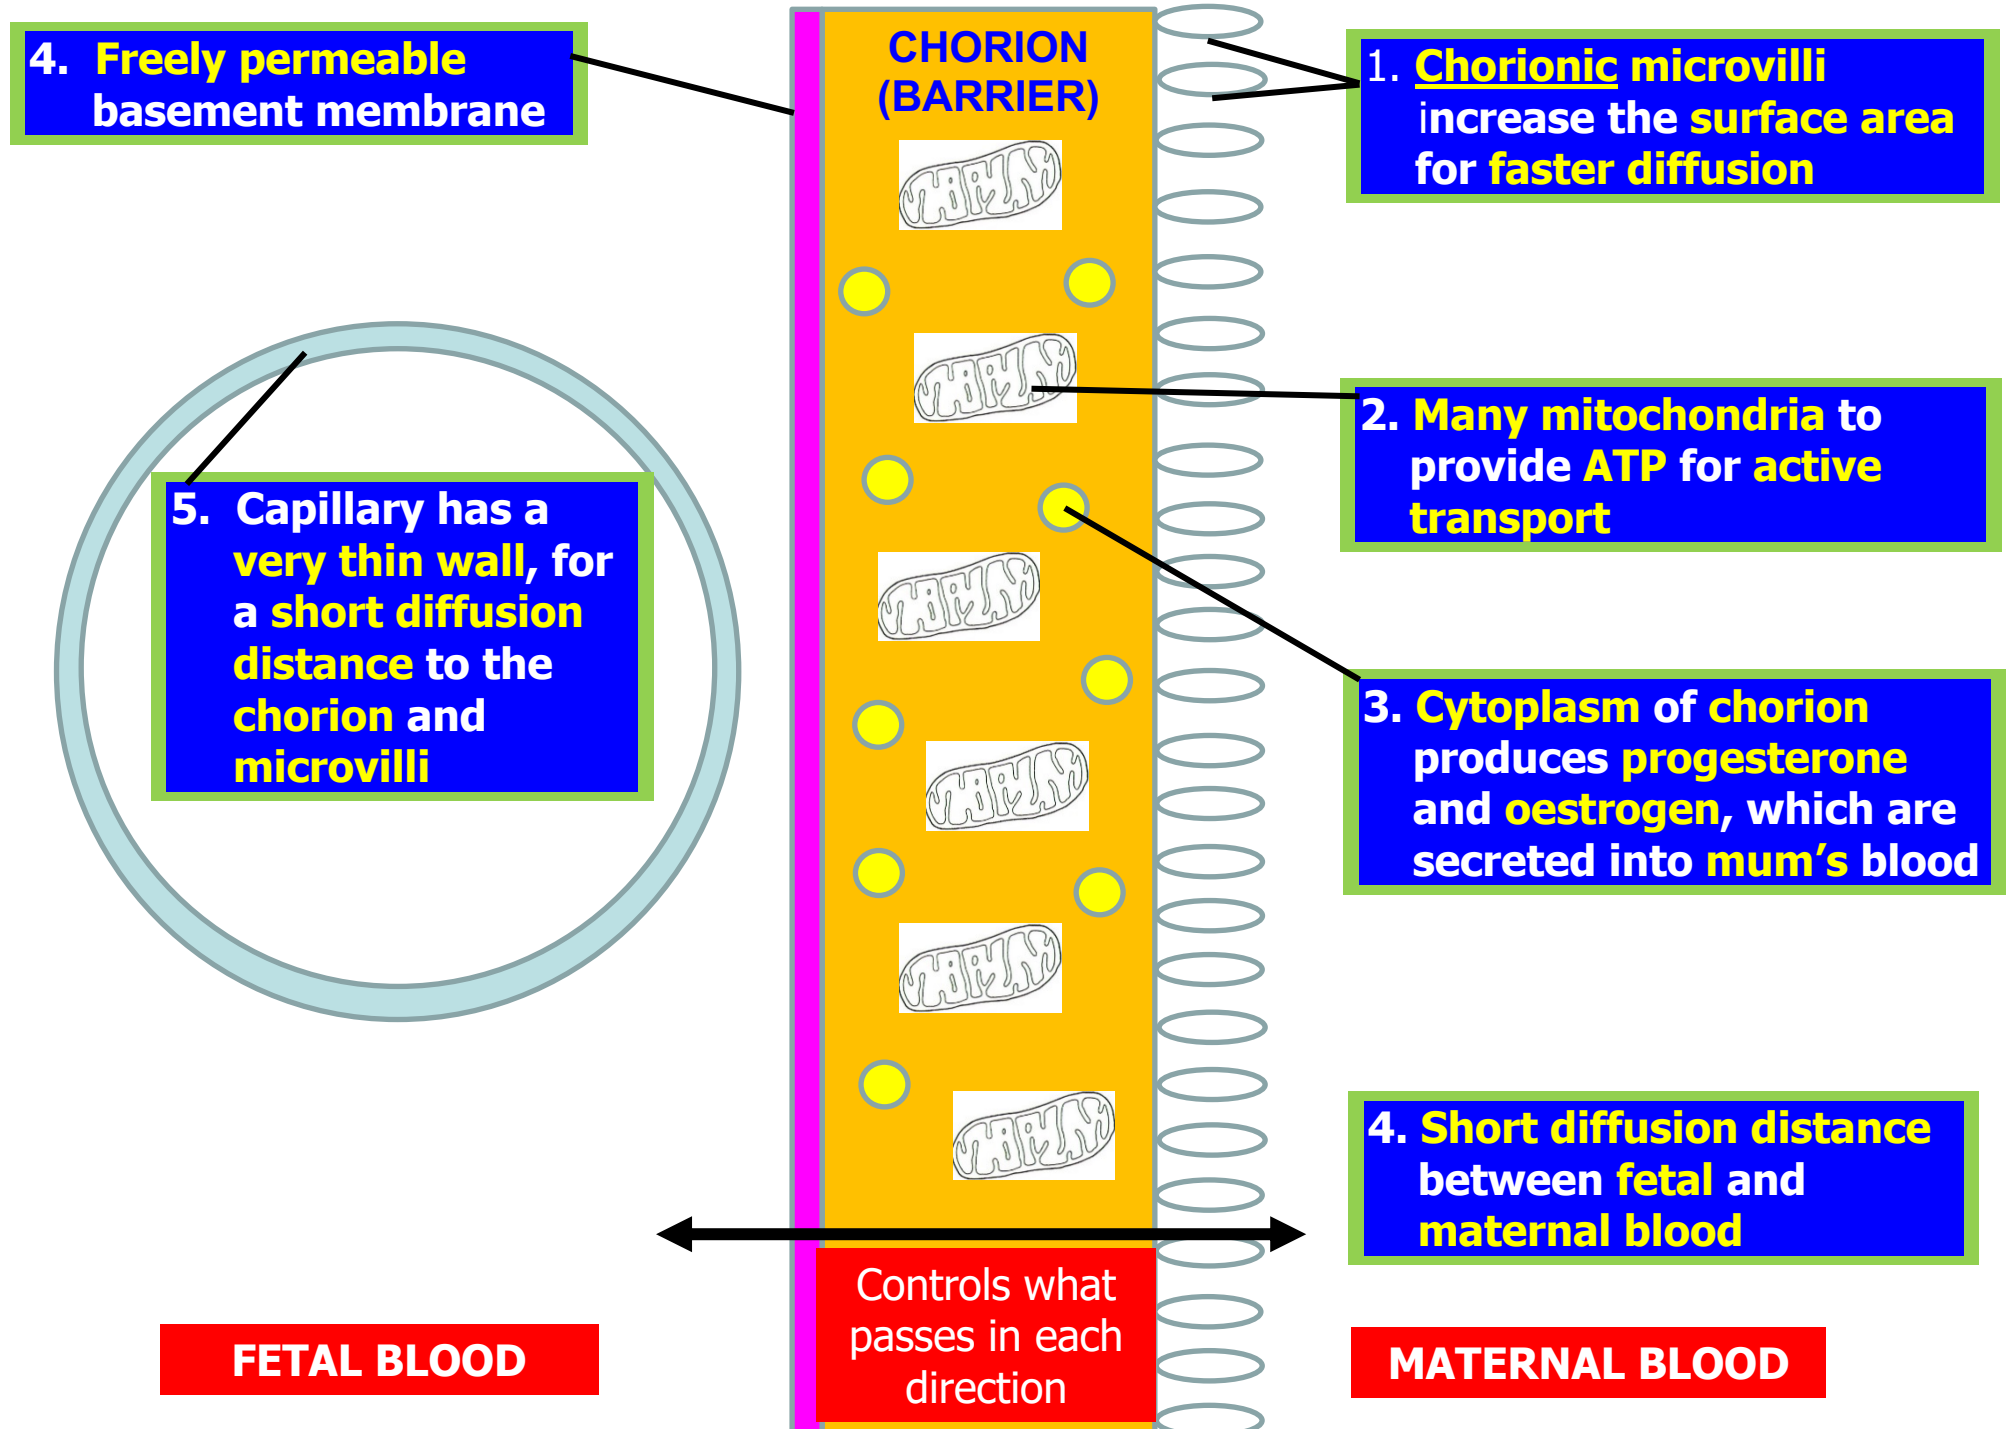 4. Freely permeable
basement membrane
CHORION
(BARRIER)
1. Chorionic microvilli
increase the surface area
for faster diffusion
2. Many mitochondria to
provide ATP for active
transport
5. Capillary has a
very thin wall, for
a short diffusion
distance to the
chorion and
microvilli
3. Cytoplasm of chorion
produces progesterone
and oestrogen, which are
secreted into mum’s blood
4. Short diffusion distance
between fetal and
maternal blood
Controls what
passes in each
direction
FETAL BLOOD
MATERNAL BLOOD